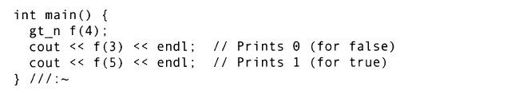 int main() {
  gt_n f(4);
  cout << f(3) << endl;  // Prints 0 (for false)
  cout << f(5) << endl;  // Prints 1 (for true)
} ///:~